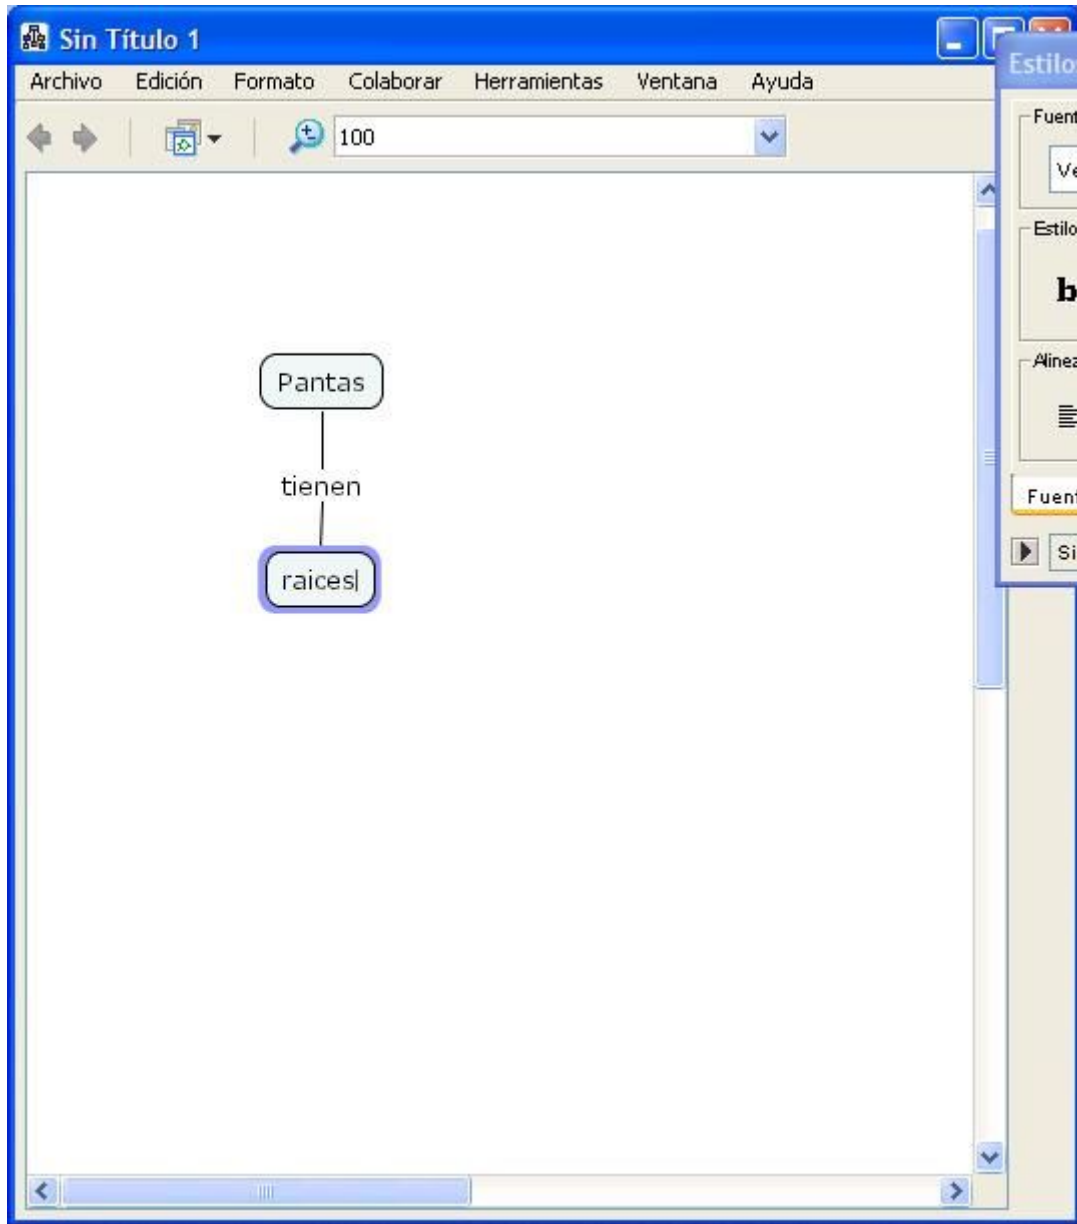 Sin Título 1
Archivo Edición Formato Colaborar Herramientas Ventana Ayuda
100
Pantas
tienen
raices
Estilo
Fuent
Ve
Estilo
b
Alinea
Fuent
Si